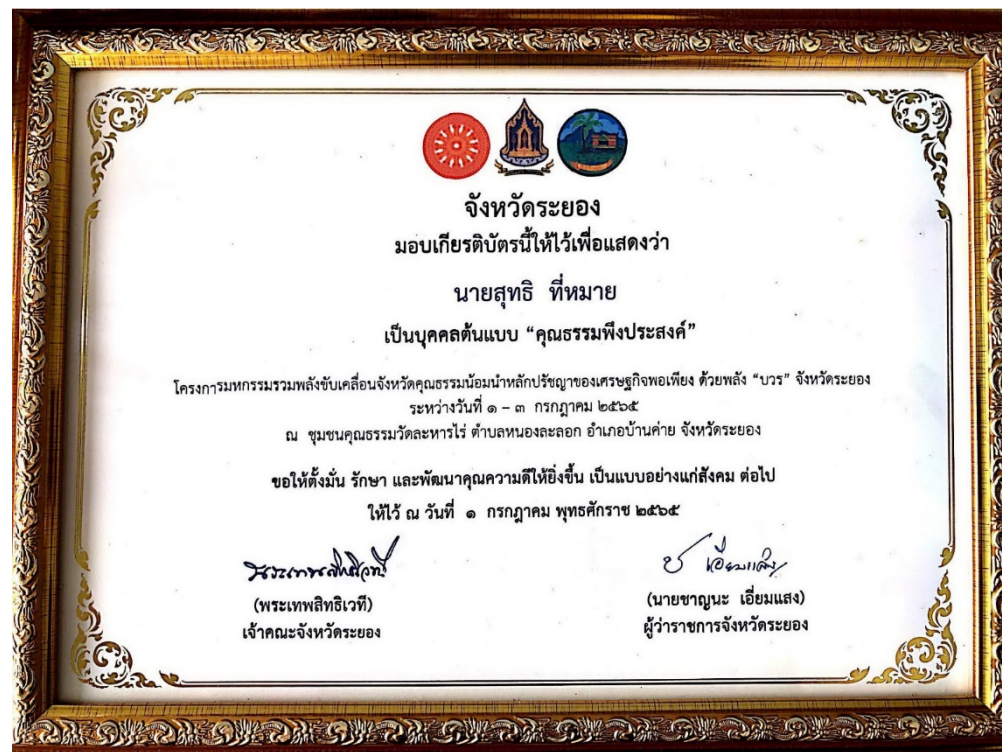 จังหวัดระยอง
มอบเกียรติบัตรนี้ให้ไว้เพื่อแสดงว่า
นายสุทธิ ที่หมาย
เป็นบุคคลต้นแบบ “คุณธรรมพึงประสงค์”
โครงการมหกรรมรวมพลังขับเคลื่อนจังหวัดคุณธรรมน้อมนำหลักปรัชญาของเศรษฐกิจพอเพียง ด้วยพลัง “บวร” จังหวัดระยอง
ระหว่างวันที่ ๑ – ๓ กรกฎาคม ๒๕๖๕
ณ ชุมชนคุณธรรมวัดละหารไร่ ตำบลหนองละลอก อำเภอบ้านค่าย จังหวัดระยอง
ขอให้ตั้งมั่น รักษา และพัฒนาคุณความดีให้ยิ่งขึ้น เป็นแบบอย่างแก่สังคม ต่อไป
ให้ไว้ ณ วันที่ ๑ กรกฎาคม พุทธศักราช ๒๕๖๕
(พระเทพสิทธิเวที)
เจ้าคณะจังหวัดระยอง
ช เอี่ยมแสง
(นายชาญนะ เอี่ยมแสง)
ผู้ว่าราชการจังหวัดระยอง